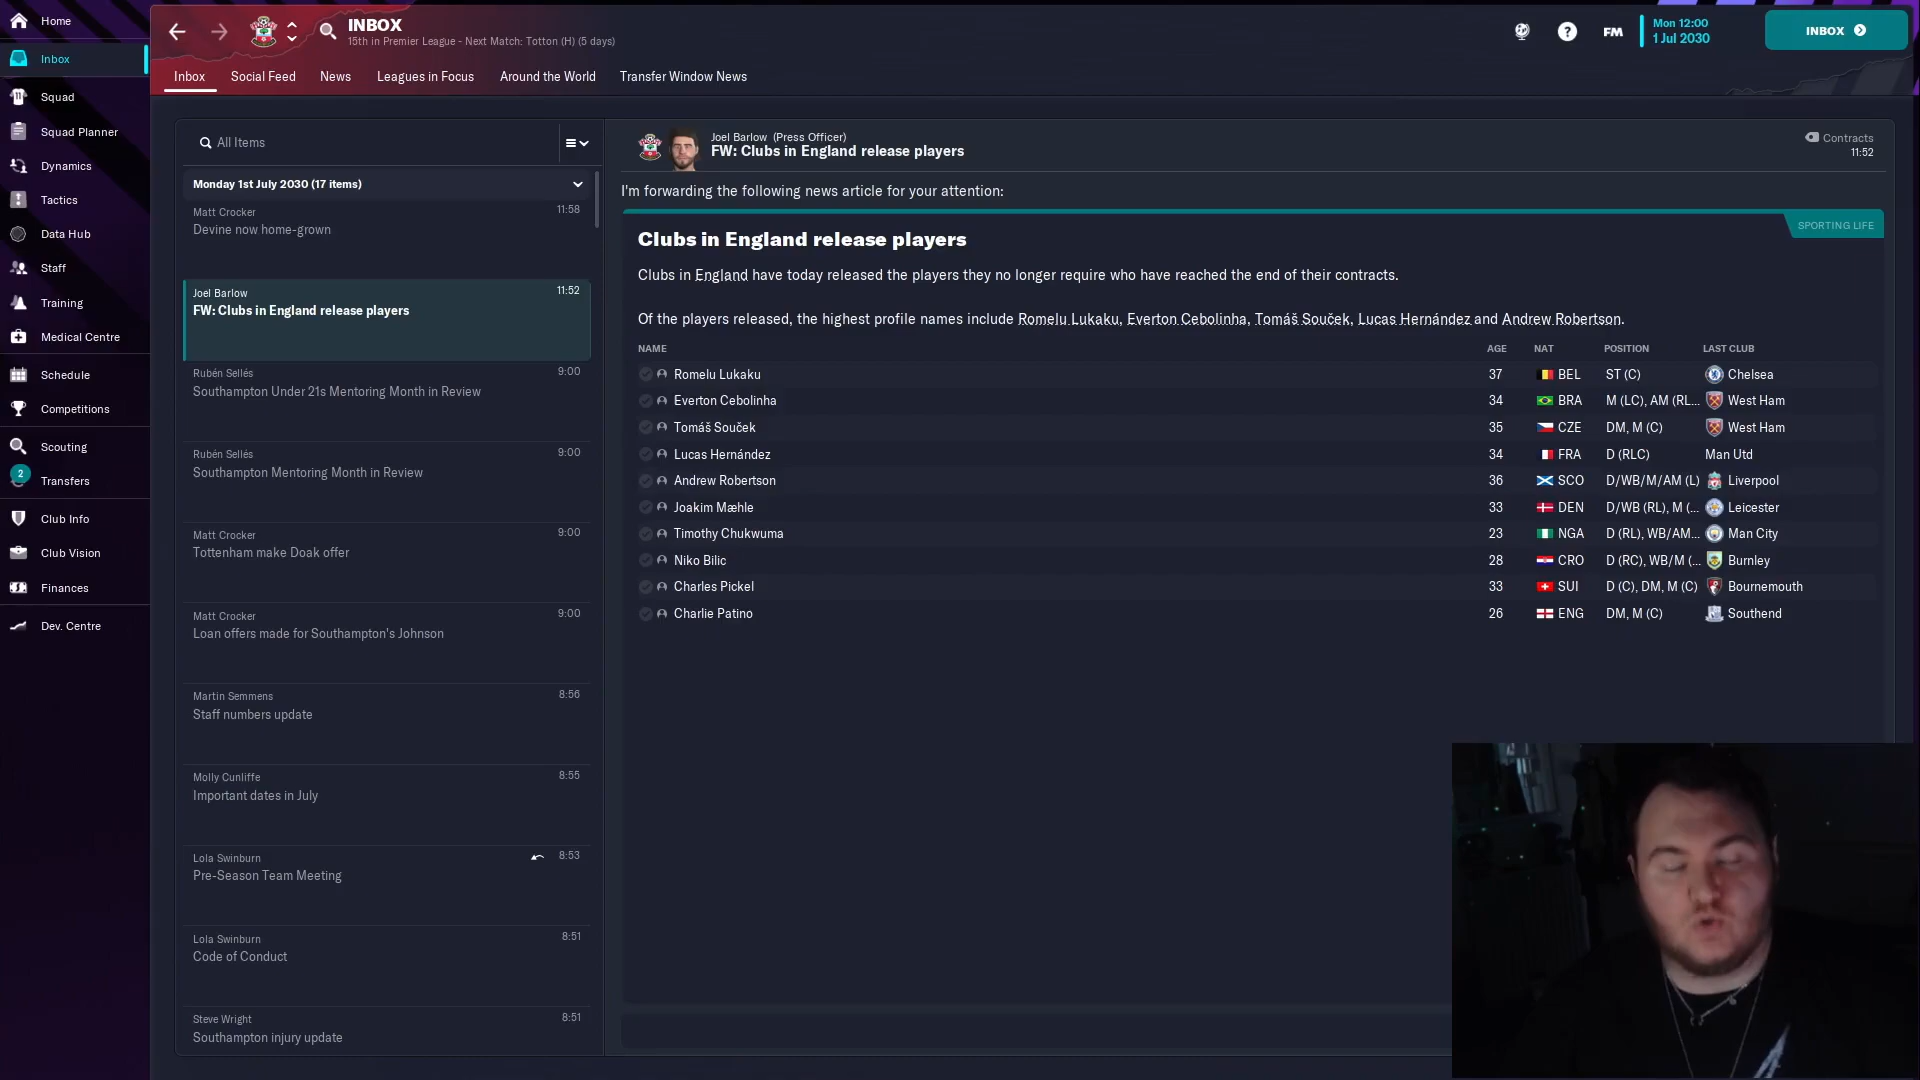 Home
Inbox
Squad
Squad Planner
Dynamics
Tactics
Data Hub
Staff
Training
Medical Centre
Schedule
Competitions
Scouting
2
Transfers
Club Info
Club Vision
Finances
Dev. Centre
INBOX
15th in Premier League - Next Match: Totton (H) (5 days)
?
FM
Mon 12:00
1 Jul 2030
INBOX
Inbox
Social Feed
News
Leagues in Focus
Around the World
Transfer Window News
All Items
Monday 1st July 2030 (17 items)
Matt Crocker 11:58
Devine now home-grown
Joel Barlow 11:52
FW: Clubs in England release players
Rubén Sellés 9:00
Southampton Under 21s Mentoring Month in Review
Rubén Sellés 9:00
Southampton Mentoring Month in Review
Matt Crocker 9:00
Tottenham make Doak offer
Matt Crocker 9:00
Loan offers made for Southampton's Johnson
Martin Semmens 8:56
Staff numbers update
Molly Cunliffe 8:55
Important dates in July
Lola Swinburn 8:53
Pre-Season Team Meeting
Lola Swinburn 8:51
Code of Conduct
Steve Wright 8:51
Southampton injury update
Joel Barlow (Press Officer)
FW: Clubs in England release players
Contracts
11:52
I'm forwarding the following news article for your attention:
SPORTING LIFE
Clubs in England release players
Clubs in England have today released the players they no longer require who have reached the end of their contracts.
Of the players released, the highest profile names include Romelu Lukaku, Everton Cebolinha, Tomáš Souček, Lucas Hernández and Andrew Robertson.
NAME AGE NAT POSITION LAST CLUB
Romelu Lukaku 37 BEL ST (C) Chelsea
Everton Cebolinha 34 BRA M (LC), AM (RL... West Ham
Tomáš Souček 35 CZE DM, M (C) West Ham
Lucas Hernández 34 FRA D (RLC) Man Utd
Andrew Robertson 36 SCO D/WB/M/AM (L) Liverpool
Joakim Mæhle 33 DEN D/WB (RL), M (... Leicester
Timothy Chukwuma 23 NGA D (RL), WB/AM... Man City
Niko Bilic 28 CRO D (RC), WB/M (... Burnley
Charles Pickel 33 SUI D (C), DM, M (C) Bournemouth
Charlie Patino 26 ENG DM, M (C) Southend